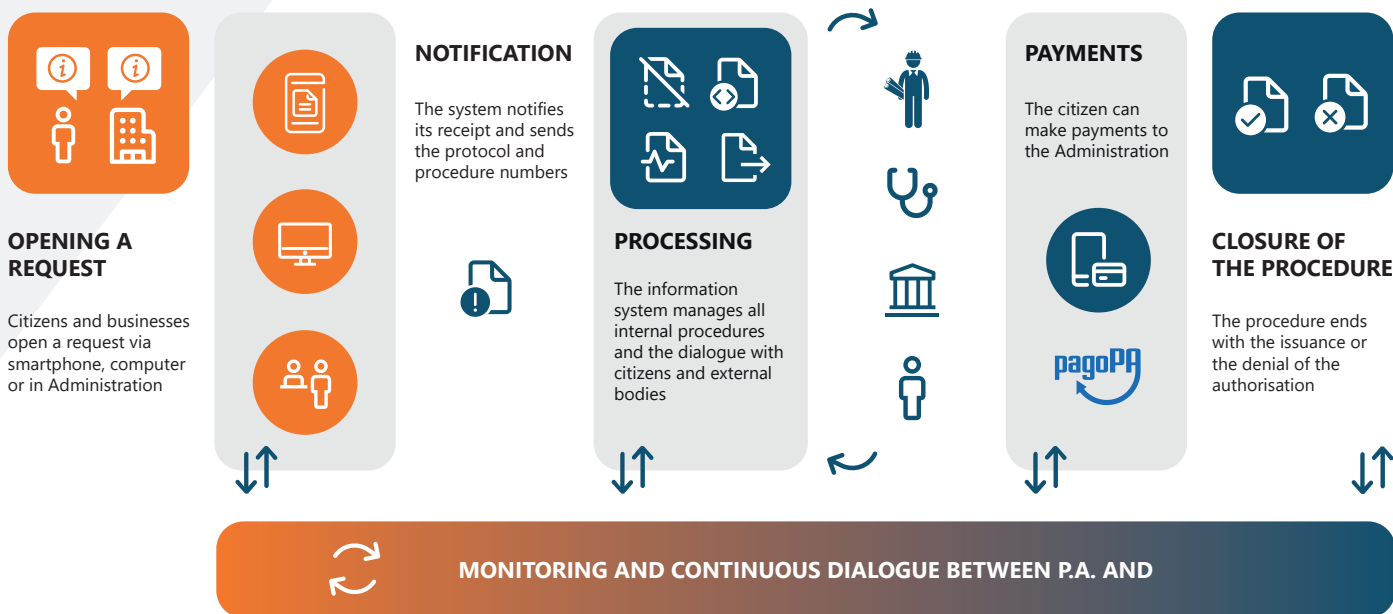 OPENING A
REQUEST
Citizens and businesses
open a request via
smartphone, computer
or in Administration
NOTIFICATION
The system notifies
its receipt and sends
the protocol and
procedure numbers
PROCESSING
The information
system manages all
internal procedures
and the dialogue with
citizens and external
bodies
PAYMENTS
The citizen can
make payments to
the Administration
pagoPA
CLOSURE OF
THE PROCEDURE
The procedure ends
with the issuance or
the denial of the
authorisation
MONITORING AND CONTINUOUS DIALOGUE BETWEEN P.A. AND